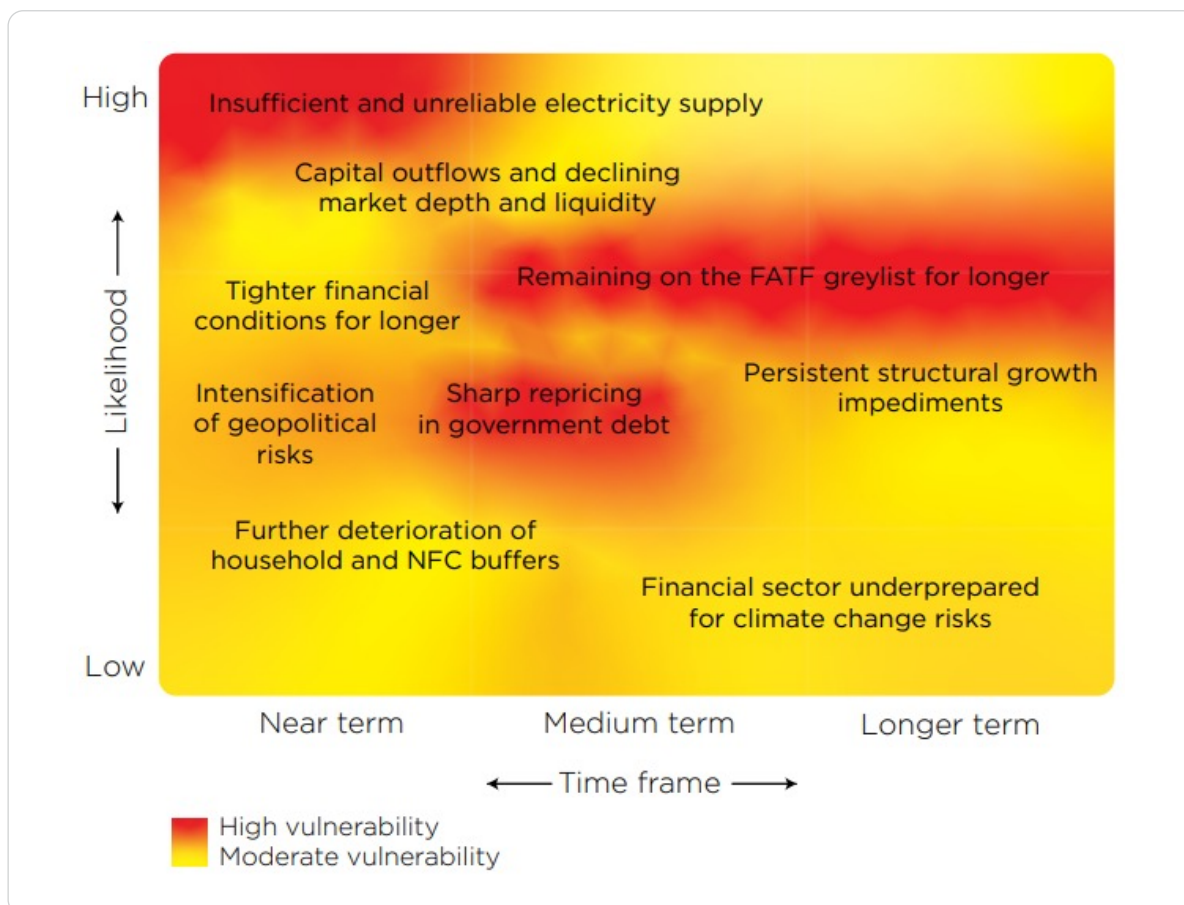 High
Insufficient and unreliable electricity supply
Capital outflows and declining
market depth and liquidity
Remaining on the FATF greylist for longer
Tighter financial
conditions for longer
Likelihood
Persistent structural growth
impediments
Intensification
of geopolitical
risks
Sharp repricing
in government debt
Further deterioration of
household and NFC buffers
Financial sector underprepared
for climate change risks
Low
Near term
Medium term
Longer term
Time frame
High vulnerability
Moderate vulnerability